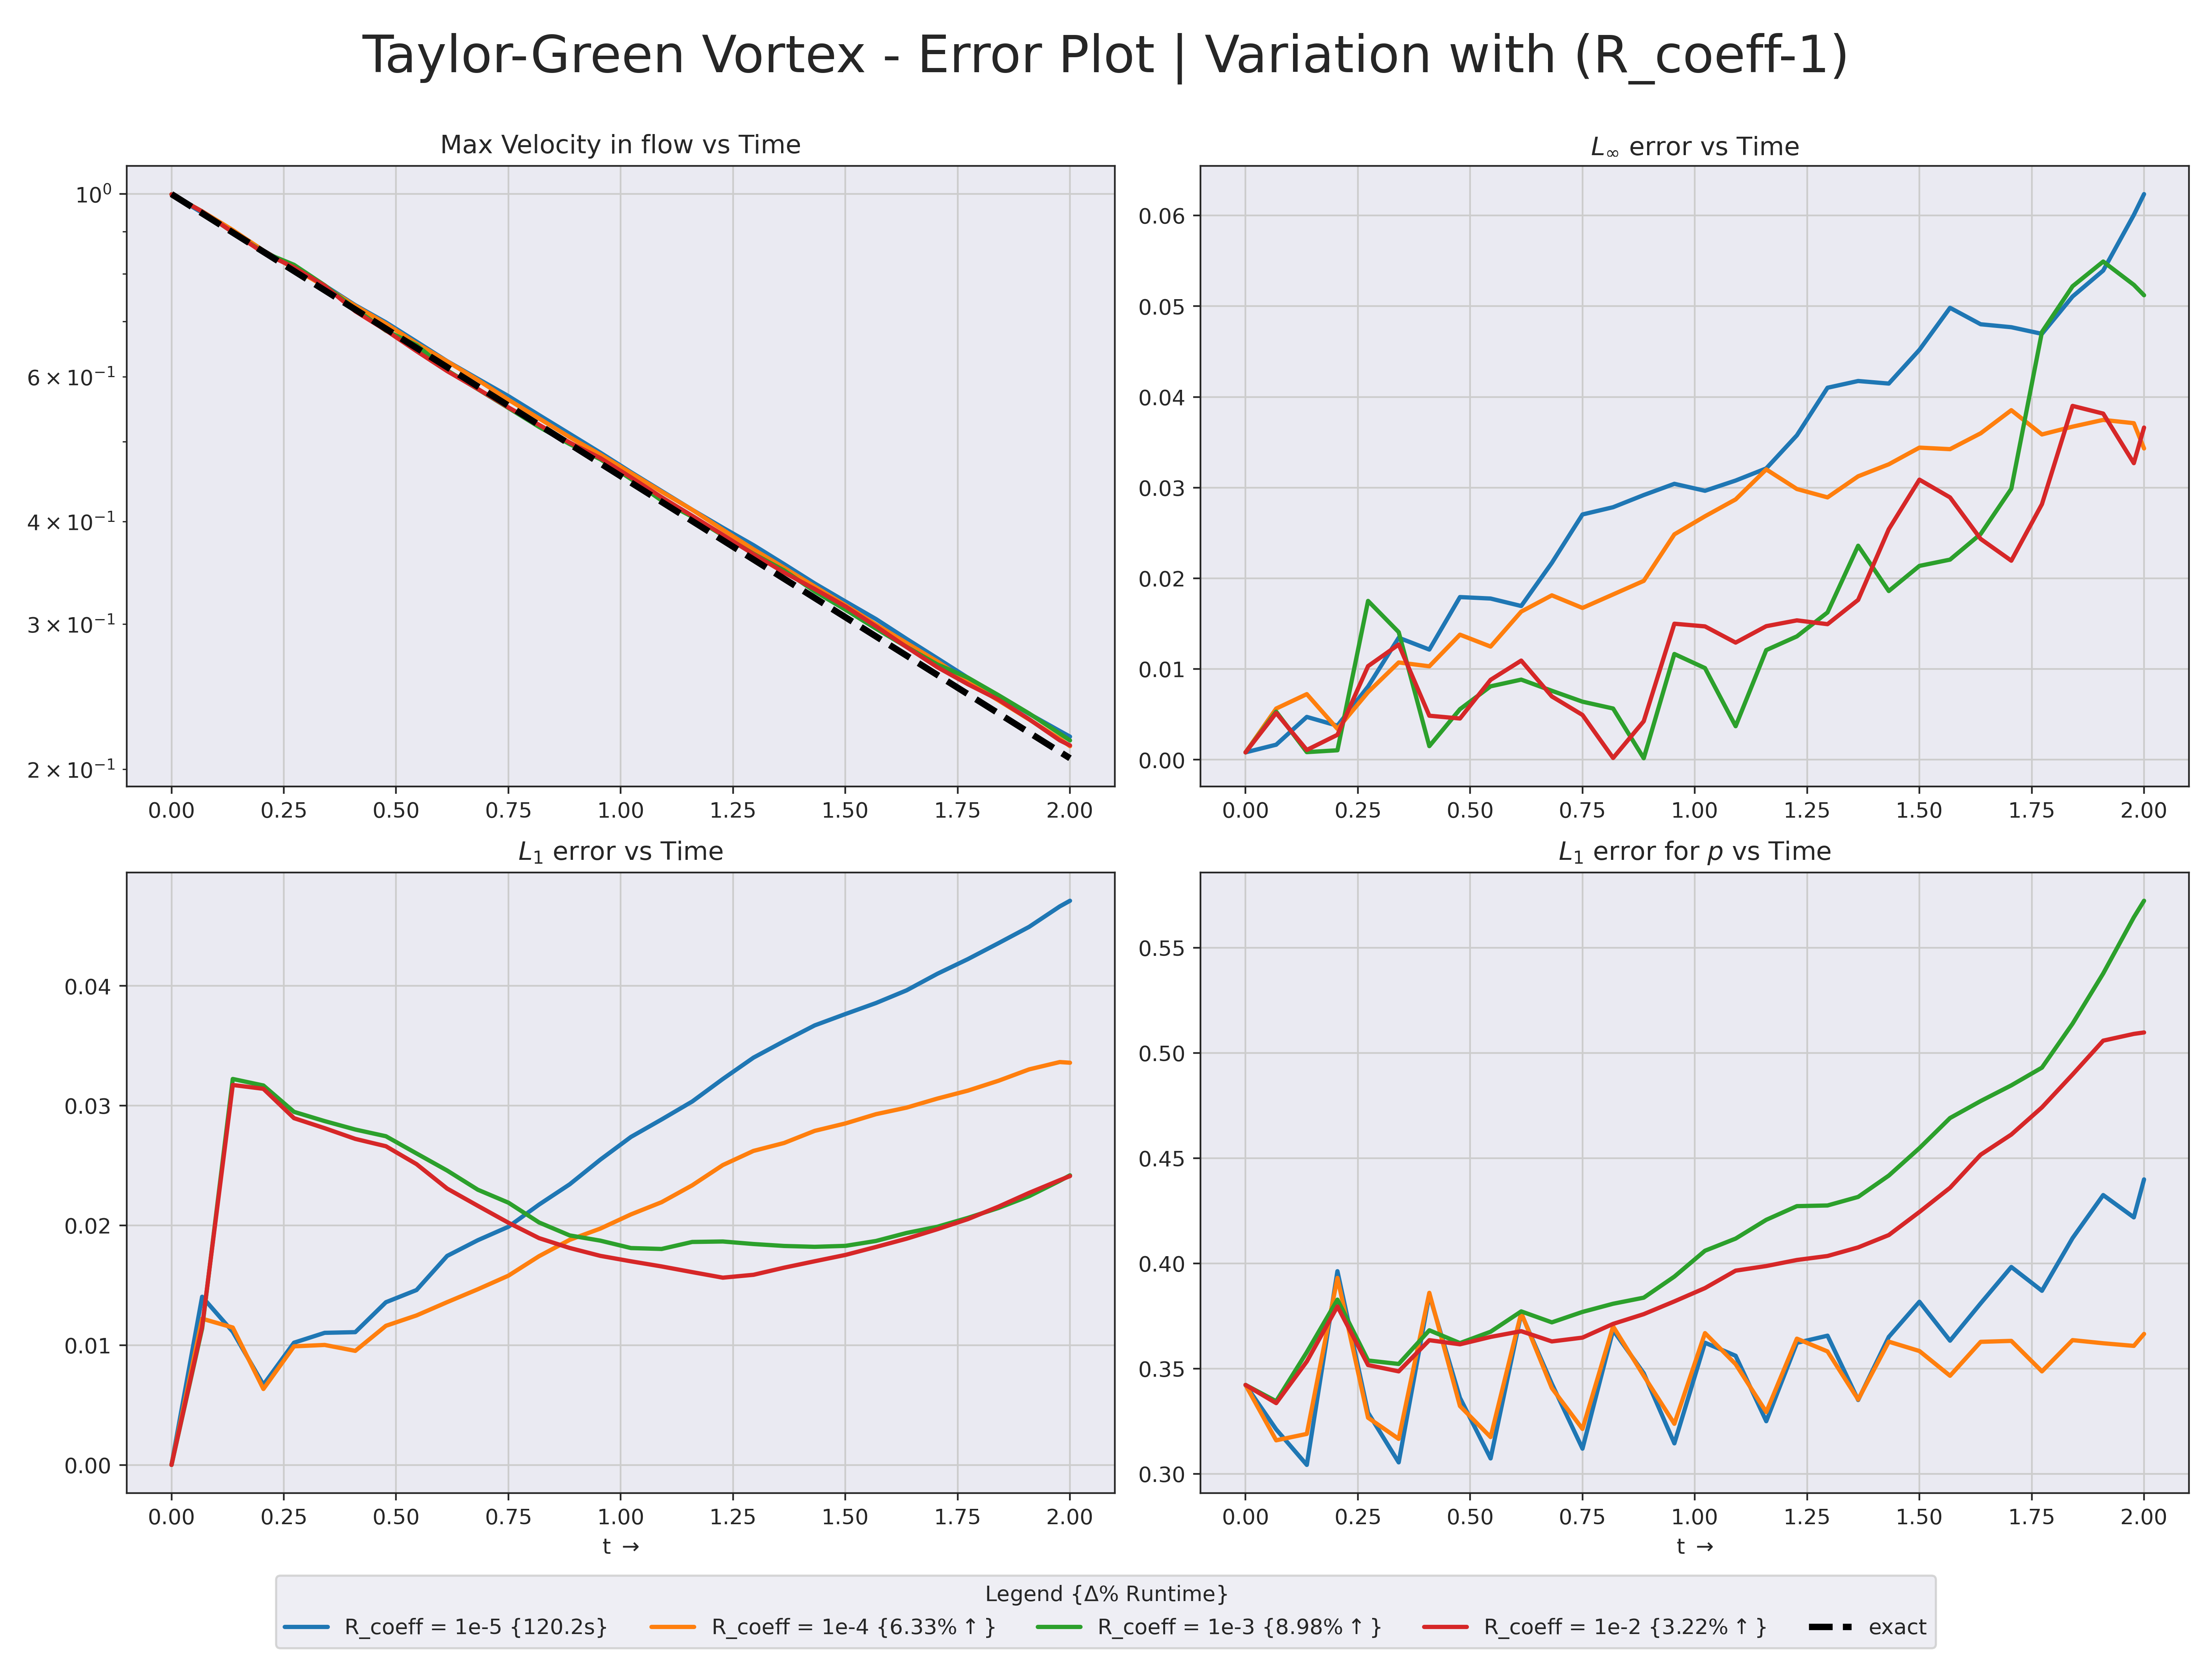 Taylor-Green Vortex - Error Plot | Variation with (R_coeff-1)
Max Velocity in flow vs Time
10⁰
6 × 10⁻¹
4 × 10⁻¹
3 × 10⁻¹
2 × 10⁻¹
0.00 0.25 0.50 0.75 1.00 1.25 1.50 1.75 2.00
L∞ error vs Time
0.06
0.05
0.04
0.03
0.02
0.01
0.00
0.00 0.25 0.50 0.75 1.00 1.25 1.50 1.75 2.00
L₁ error vs Time
0.04
0.03
0.02
0.01
0.00
0.00 0.25 0.50 0.75 1.00 1.25 1.50 1.75 2.00
t →
L₁ error for p vs Time
0.55
0.50
0.45
0.40
0.35
0.30
0.00 0.25 0.50 0.75 1.00 1.25 1.50 1.75 2.00
t →
Legend {Δ% Runtime}
R_coeff = 1e-5 {120.2s} R_coeff = 1e-4 {6.33% ↑} R_coeff = 1e-3 {8.98% ↑} R_coeff = 1e-2 {3.22% ↑} exact